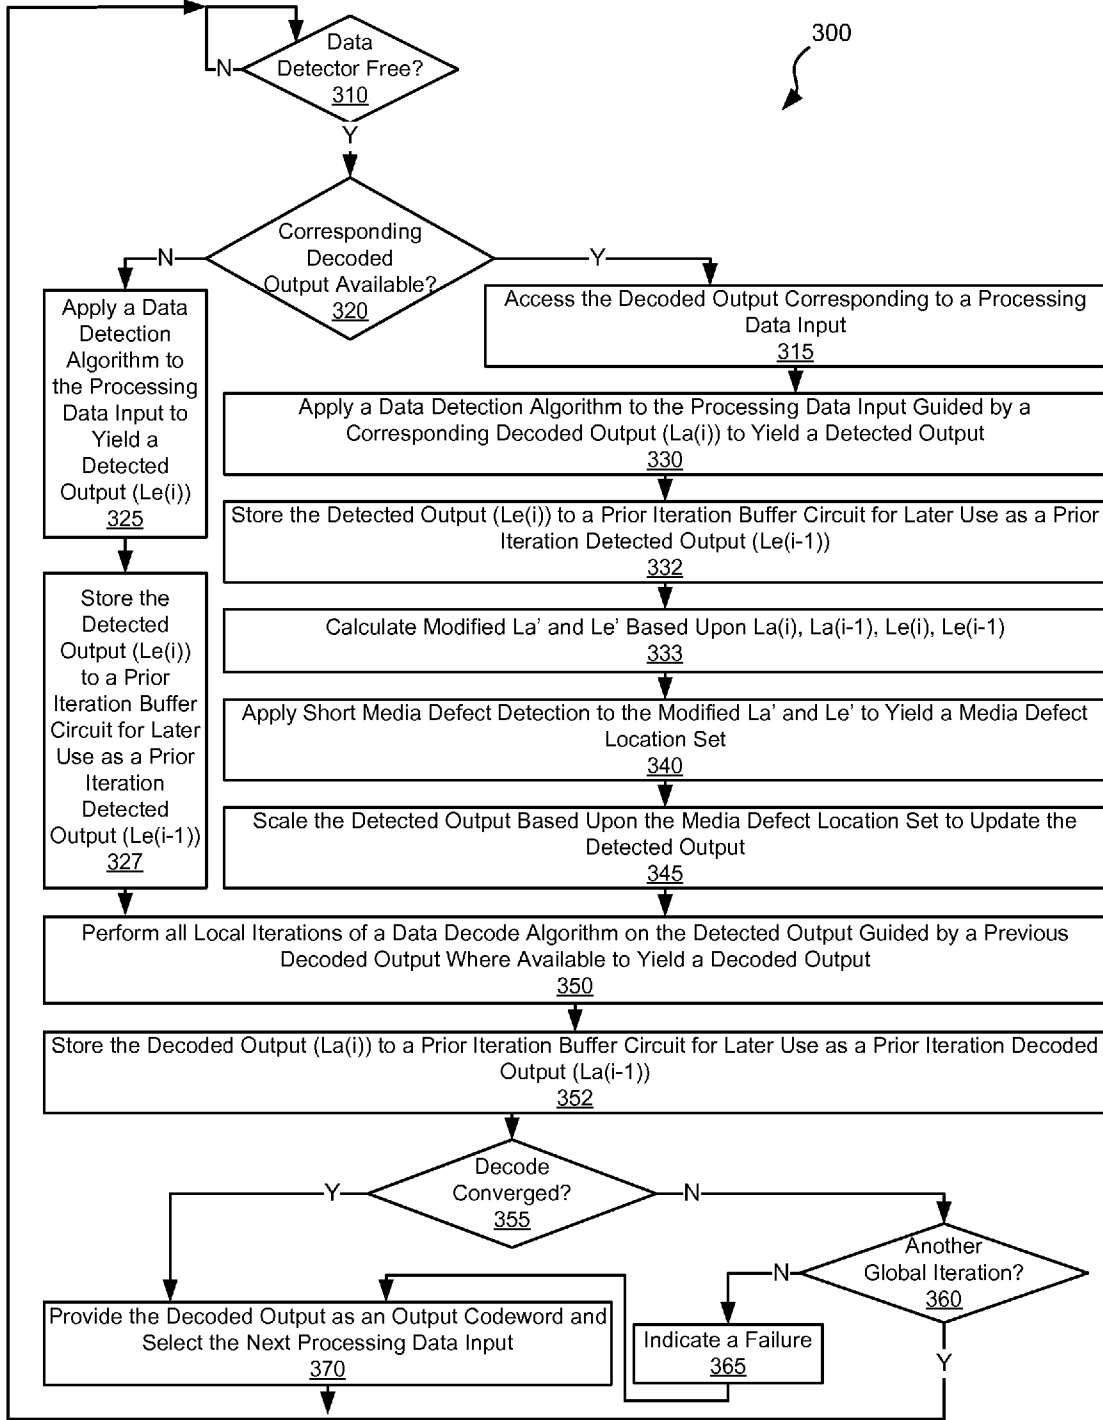 300
Data
Detector Free?
310
N
Y
Corresponding
Decoded
Output Available?
320
N
Y
Apply a Data
Detection
Algorithm to
the Processing
Data Input to
Yield a
Detected
Output (Le(i))
325
Access the Decoded Output Corresponding to a Processing
Data Input
315
Apply a Data Detection Algorithm to the Processing Data Input Guided by a
Corresponding Decoded Output (La(i)) to Yield a Detected Output
330
Store the Detected Output (Le(i)) to a Prior Iteration Buffer Circuit for Later Use as a Prior
Iteration Detected Output (Le(i-1))
332
Store the
Detected
Output (Le(i))
to a Prior
Iteration Buffer
Circuit for Later
Use as a Prior
Iteration
Detected
Output (Le(i-1))
327
Calculate Modified La’ and Le’ Based Upon La(i), La(i-1), Le(i), Le(i-1)
333
Apply Short Media Defect Detection to the Modified La’ and Le’ to Yield a Media Defect
Location Set
340
Scale the Detected Output Based Upon the Media Defect Location Set to Update the
Detected Output
345
Perform all Local Iterations of a Data Decode Algorithm on the Detected Output Guided by a Previous
Decoded Output Where Available to Yield a Decoded Output
350
Store the Decoded Output (La(i)) to a Prior Iteration Buffer Circuit for Later Use as a Prior Iteration Decoded
Output (La(i-1))
352
Decode
Converged?
355
Y
N
Another
Global Iteration?
360
N
Y
Provide the Decoded Output as an Output Codeword and
Select the Next Processing Data Input
370
Indicate a Failure
365